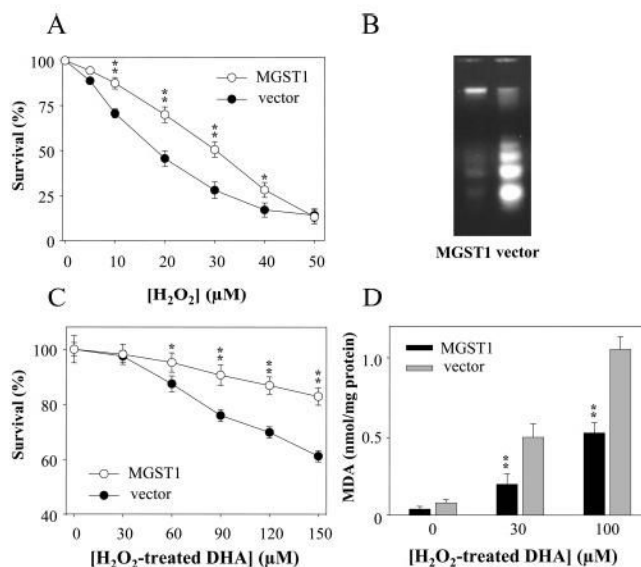 A
100
75
50
25
0
Survival (%)
MGST1
vector
**
**
**
*
0 10 20 30 40 50
[H₂O₂] (µM)
B
MGST1 vector
C
100
80
60
40
Survival (%)
*
**
**
**
MGST1
vector
0 30 60 90 120 150
[H₂O₂-treated DHA] (µM)
D
1.0
0.5
0
MDA (nmol/mg protein)
MGST1
vector
**
**
0 30 100
[H₂O₂-treated DHA] (µM)